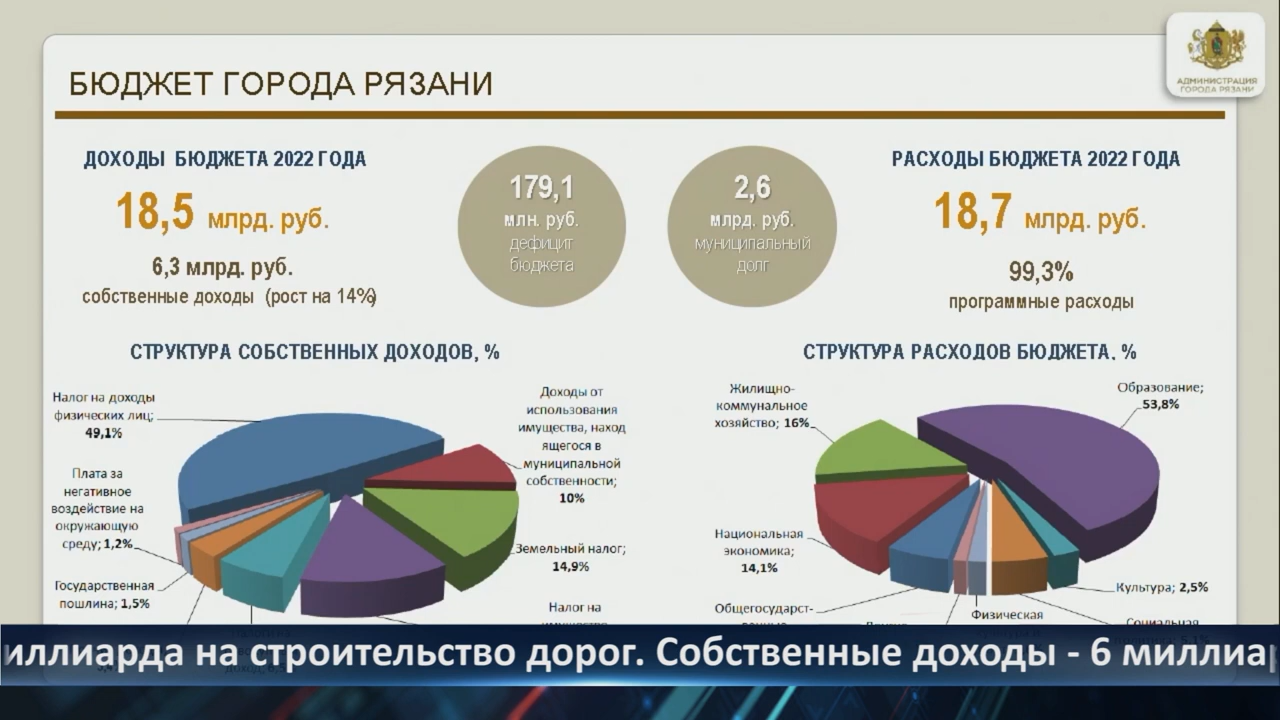 АДМИНИСТРАЦИЯ
ГОРОДА РЯЗАНИ
БЮДЖЕТ ГОРОДА РЯЗАНИ
ДОХОДЫ БЮДЖЕТА 2022 ГОДА
18,5 млрд. руб.
6,3 млрд. руб.
собственные доходы (рост на 14%)
179,1
млн. руб.
дефицит
бюджета
2,6
млрд. руб.
муниципальный
долг
РАСХОДЫ БЮДЖЕТА 2022 ГОДА
18,7 млрд. руб.
99,3%
программные расходы
СТРУКТУРА СОБСТВЕННЫХ ДОХОДОВ, %
Налог на доходы
физических лиц;
49,1%
Плата за
негативное
воздействие на
окружающую
среду; 1,2%
Государственная
пошлина; 1,5%
Доходы от
использования
имущества, наход
ящегося в
муниципальной
собственности;
10%
Земельный налог;
14,9%
Налог на
СТРУКТУРА РАСХОДОВ БЮДЖЕТА. %
Жилищно-
коммунальное
хозяйство; 16%
Национальная
экономика;
14,1%
Общегосударст-
Физическая
Образование;
53,8%
Культура; 2,5%
Социальная
иллиарда на строительство дорог. Собственные доходы - 6 миллиар